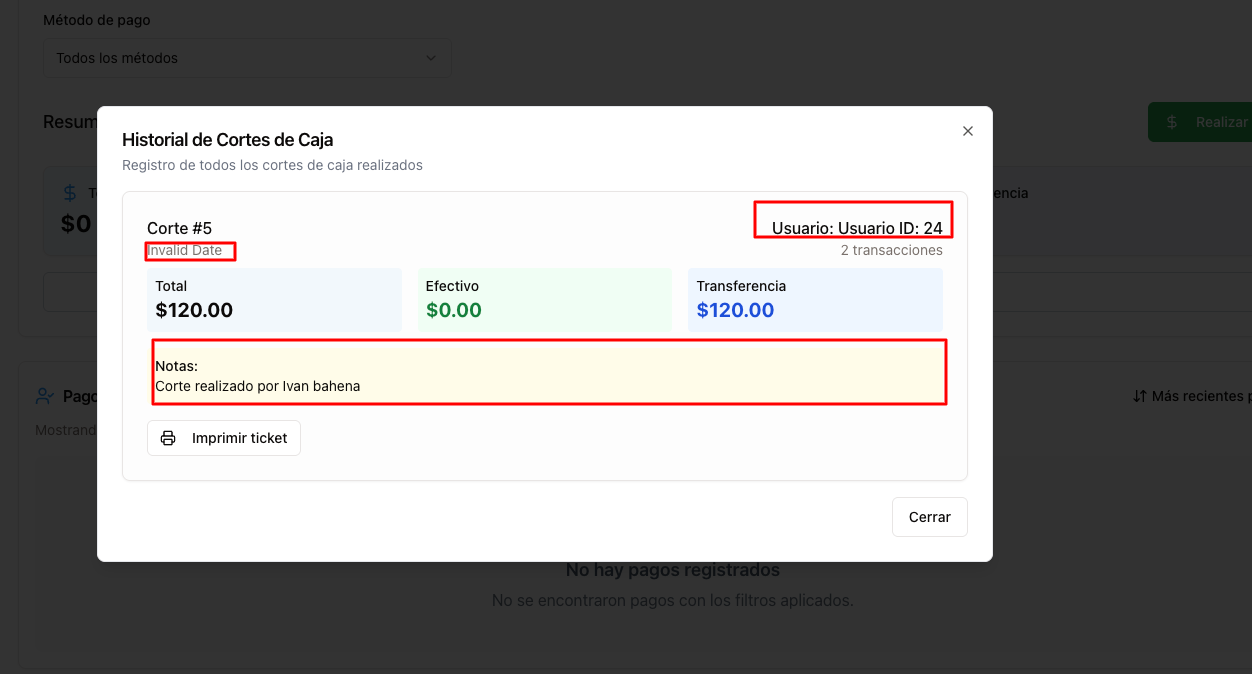 Método de pago
Todos los métodos
Resum
$ Realizar
Historial de Cortes de Caja
Registro de todos los cortes de caja realizados
$0
encia
Corte #5
Usuario: Usuario ID: 24
Invalid Date
2 transacciones
Total
Efectivo
Transferencia
$120.00
$0.00
$120.00
Notas:
Corte realizado por Ivan bahena
Pago
Más recientes p
Mostrand
Imprimir ticket
Cerrar
No hay pagos registrados
No se encontraron pagos con los filtros aplicados.